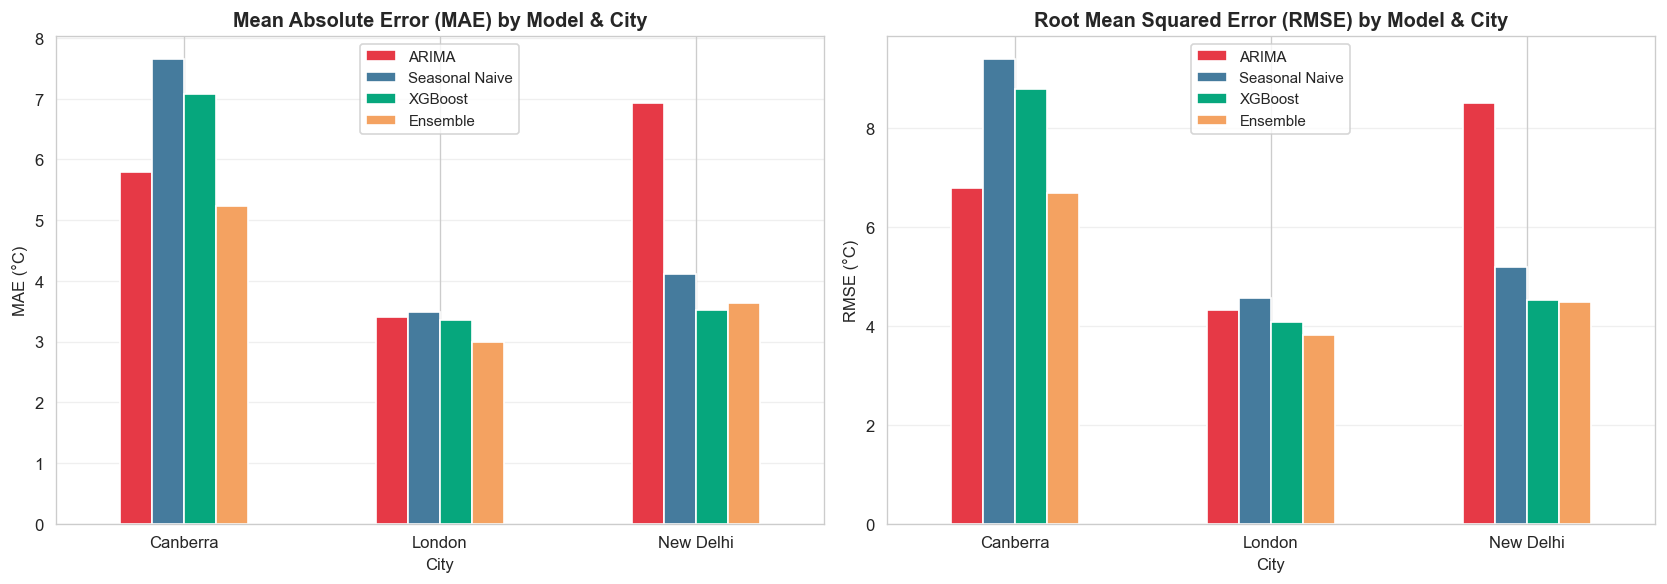 Mean Absolute Error (MAE) by Model & City
8
7
6
5
4
3
2
1
0
MAE (°C)
ARIMA
Seasonal Naive
XGBoost
Ensemble
Canberra
London
New Delhi
City
Root Mean Squared Error (RMSE) by Model & City
8
6
4
2
0
RMSE (°C)
ARIMA
Seasonal Naive
XGBoost
Ensemble
Canberra
London
New Delhi
City